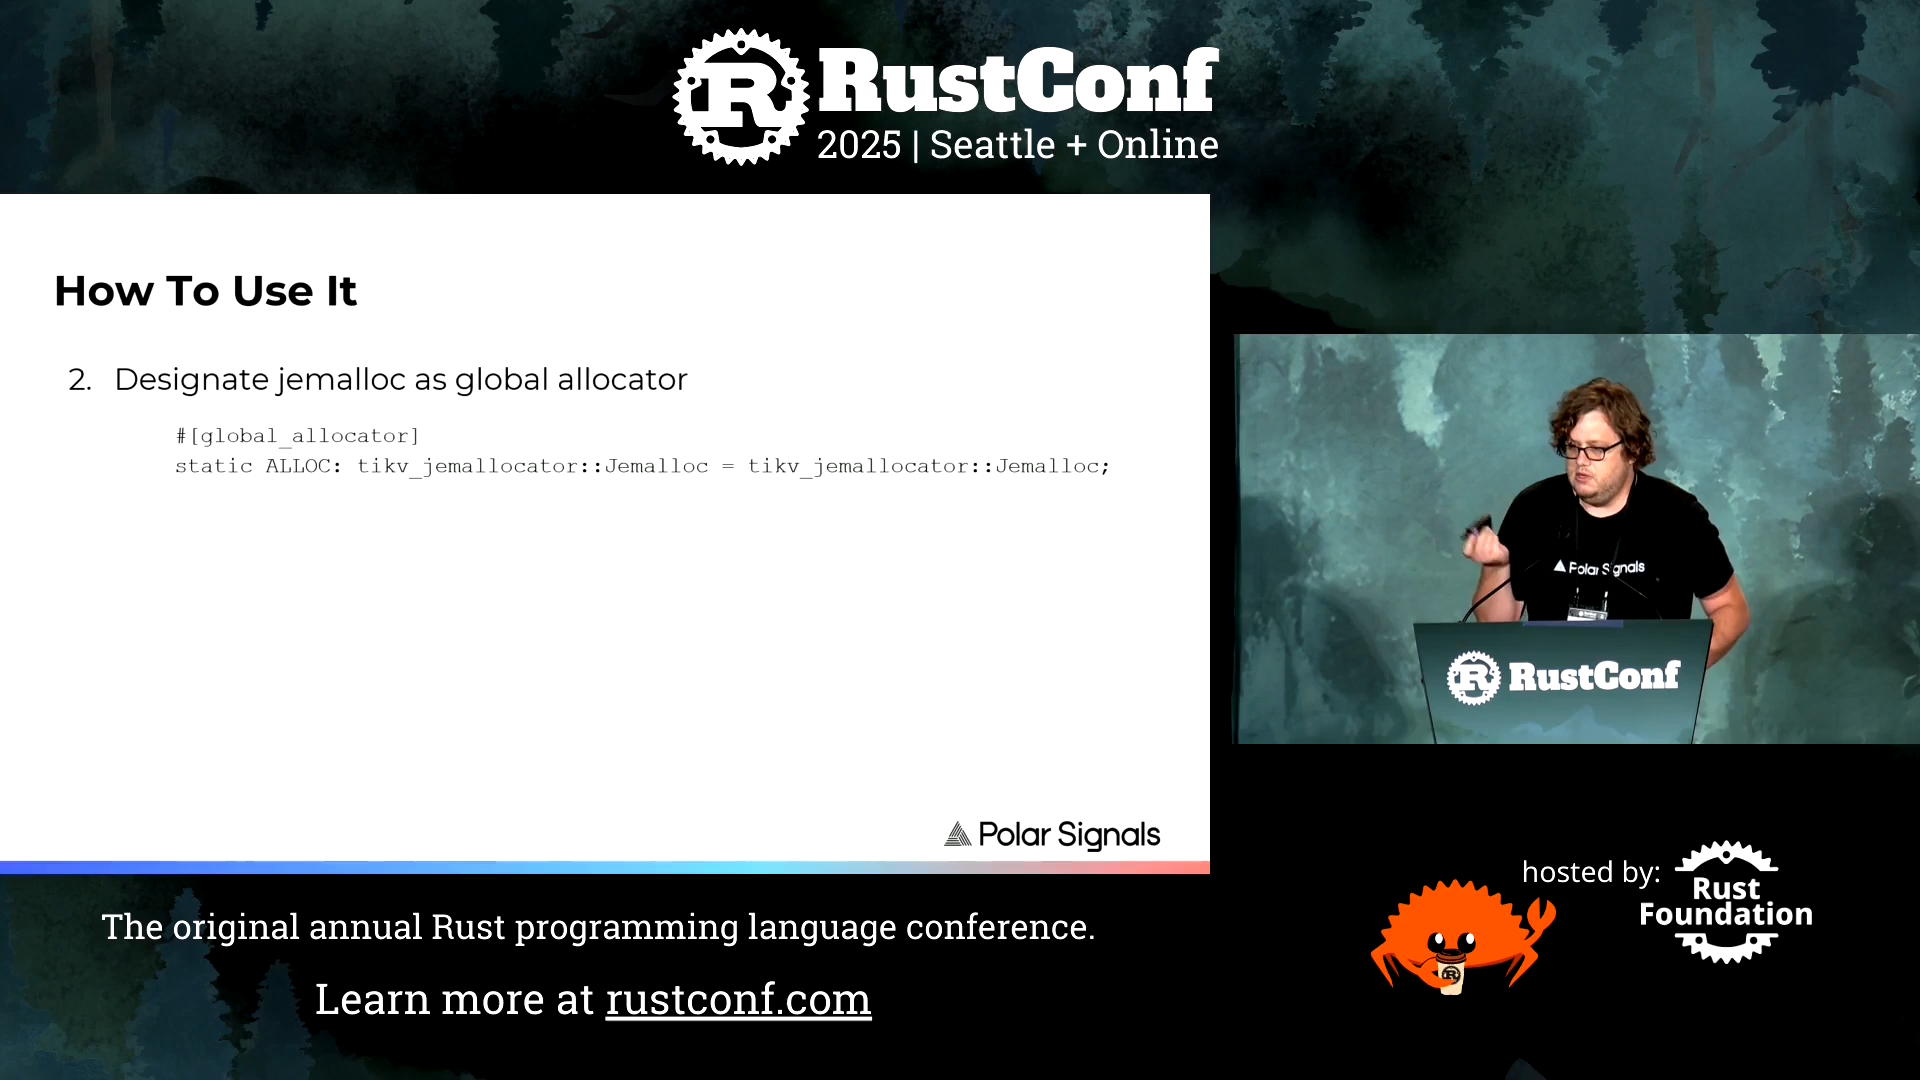 RustConf
2025 | Seattle + Online
How To Use It
2. Designate jemalloc as global allocator
#[global_allocator]
static ALLOC: tikv_jemallocator::Jemalloc = tikv_jemallocator::Jemalloc;
Polar Signals
Polar Signals
RustConf
hosted by:
Rust
Foundation
The original annual Rust programming language conference.
Learn more at rustconf.com